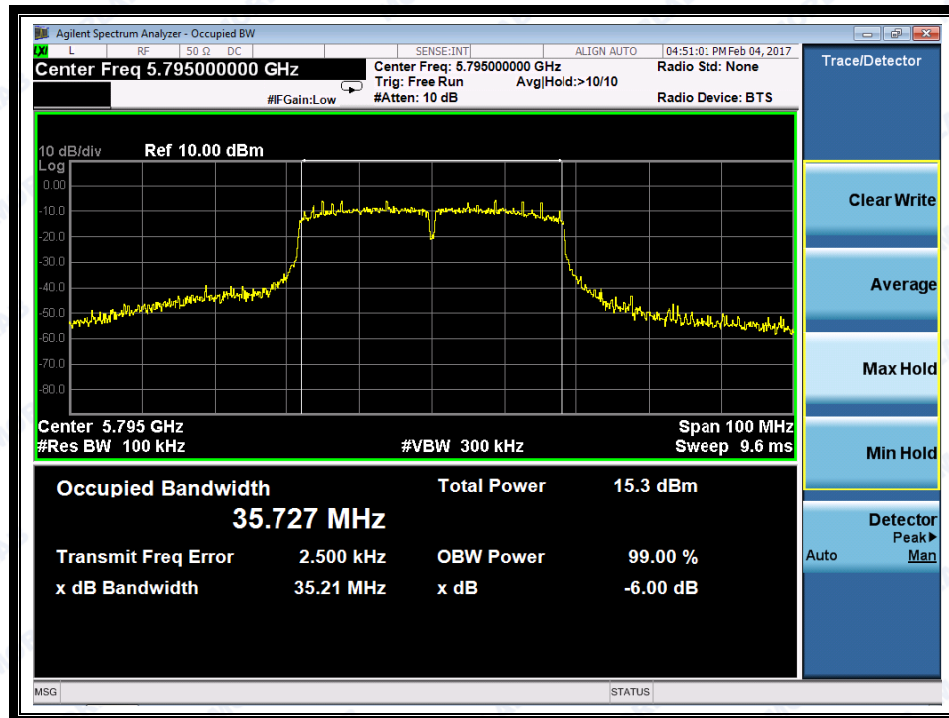 Agilent Spectrum Analyzer - Occupied BW
LXI L RF 50 Ω DC SENSE:INT ALIGN AUTO 04:51:01 PM Feb 04, 2017
Center Freq 5.795000000 GHz
Center Freq: 5.795000000 GHz
Radio Std: None
Trig: Free Run Avg|Hold:>10/10
#IFGain:Low
#Atten: 10 dB
Radio Device: BTS
10 dB/div Ref 10.00 dBm
Log
0.00
-10.0
-20.0
-30.0
-40.0
-50.0
-60.0
-70.0
-80.0
Center 5.795 GHz Span 100 MHz
#Res BW 100 kHz #VBW 300 kHz Sweep 9.6 ms
Occupied Bandwidth Total Power 15.3 dBm
35.727 MHz
Transmit Freq Error 2.500 kHz OBW Power 99.00 %
x dB Bandwidth 35.21 MHz x dB -6.00 dB
MSG STATUS
Trace/Detector
Clear Write
Average
Max Hold
Min Hold
Detector
Peak▶
Auto Man